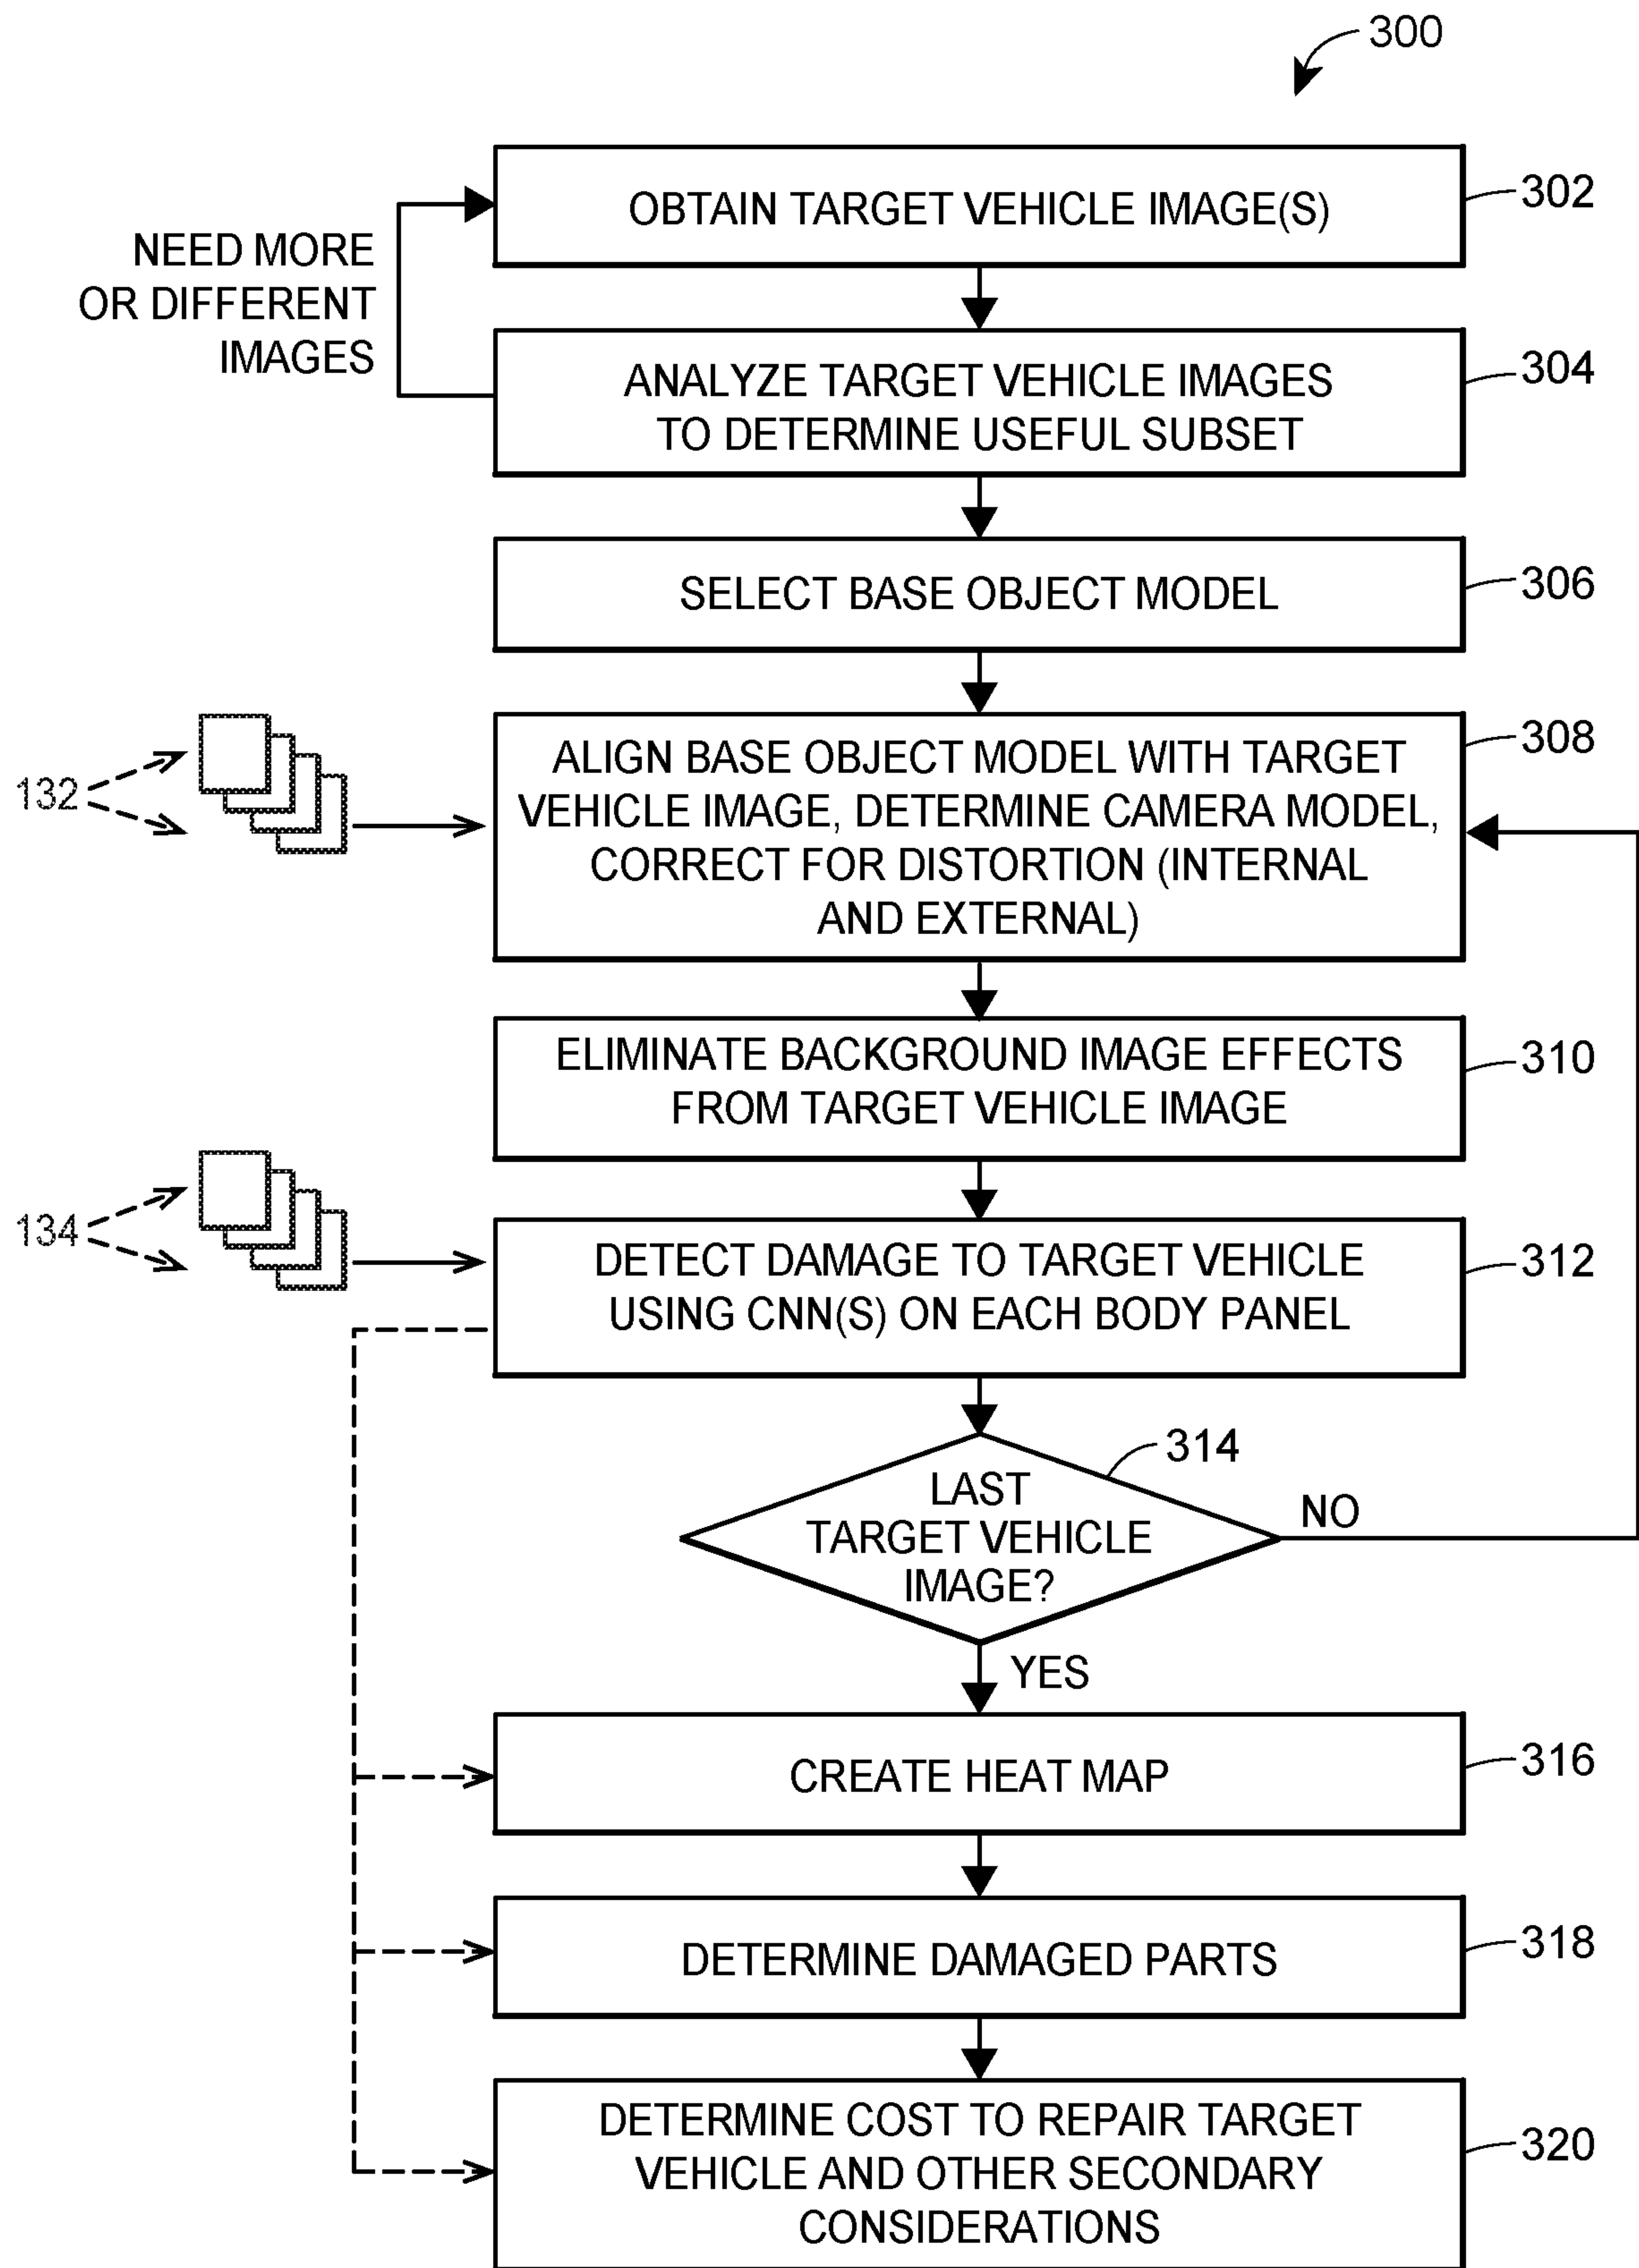 300
OBTAIN TARGET VEHICLE IMAGE(S)
302
NEED MORE
OR DIFFERENT
IMAGES
ANALYZE TARGET VEHICLE IMAGES
TO DETERMINE USEFUL SUBSET
304
SELECT BASE OBJECT MODEL
306
132
ALIGN BASE OBJECT MODEL WITH TARGET
VEHICLE IMAGE, DETERMINE CAMERA MODEL,
CORRECT FOR DISTORTION (INTERNAL
AND EXTERNAL)
308
ELIMINATE BACKGROUND IMAGE EFFECTS
FROM TARGET VEHICLE IMAGE
310
134
DETECT DAMAGE TO TARGET VEHICLE
USING CNN(S) ON EACH BODY PANEL
312
LAST
TARGET VEHICLE
IMAGE?
314
NO
YES
CREATE HEAT MAP
316
DETERMINE DAMAGED PARTS
318
DETERMINE COST TO REPAIR TARGET
VEHICLE AND OTHER SECONDARY
CONSIDERATIONS
320